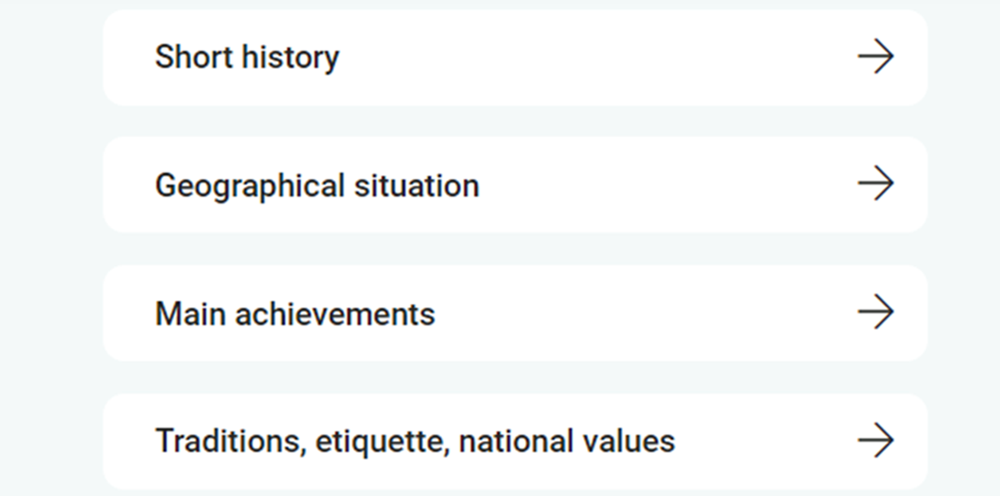 Short history
Geographical situation
Main achievements
Traditions, etiquette, national values